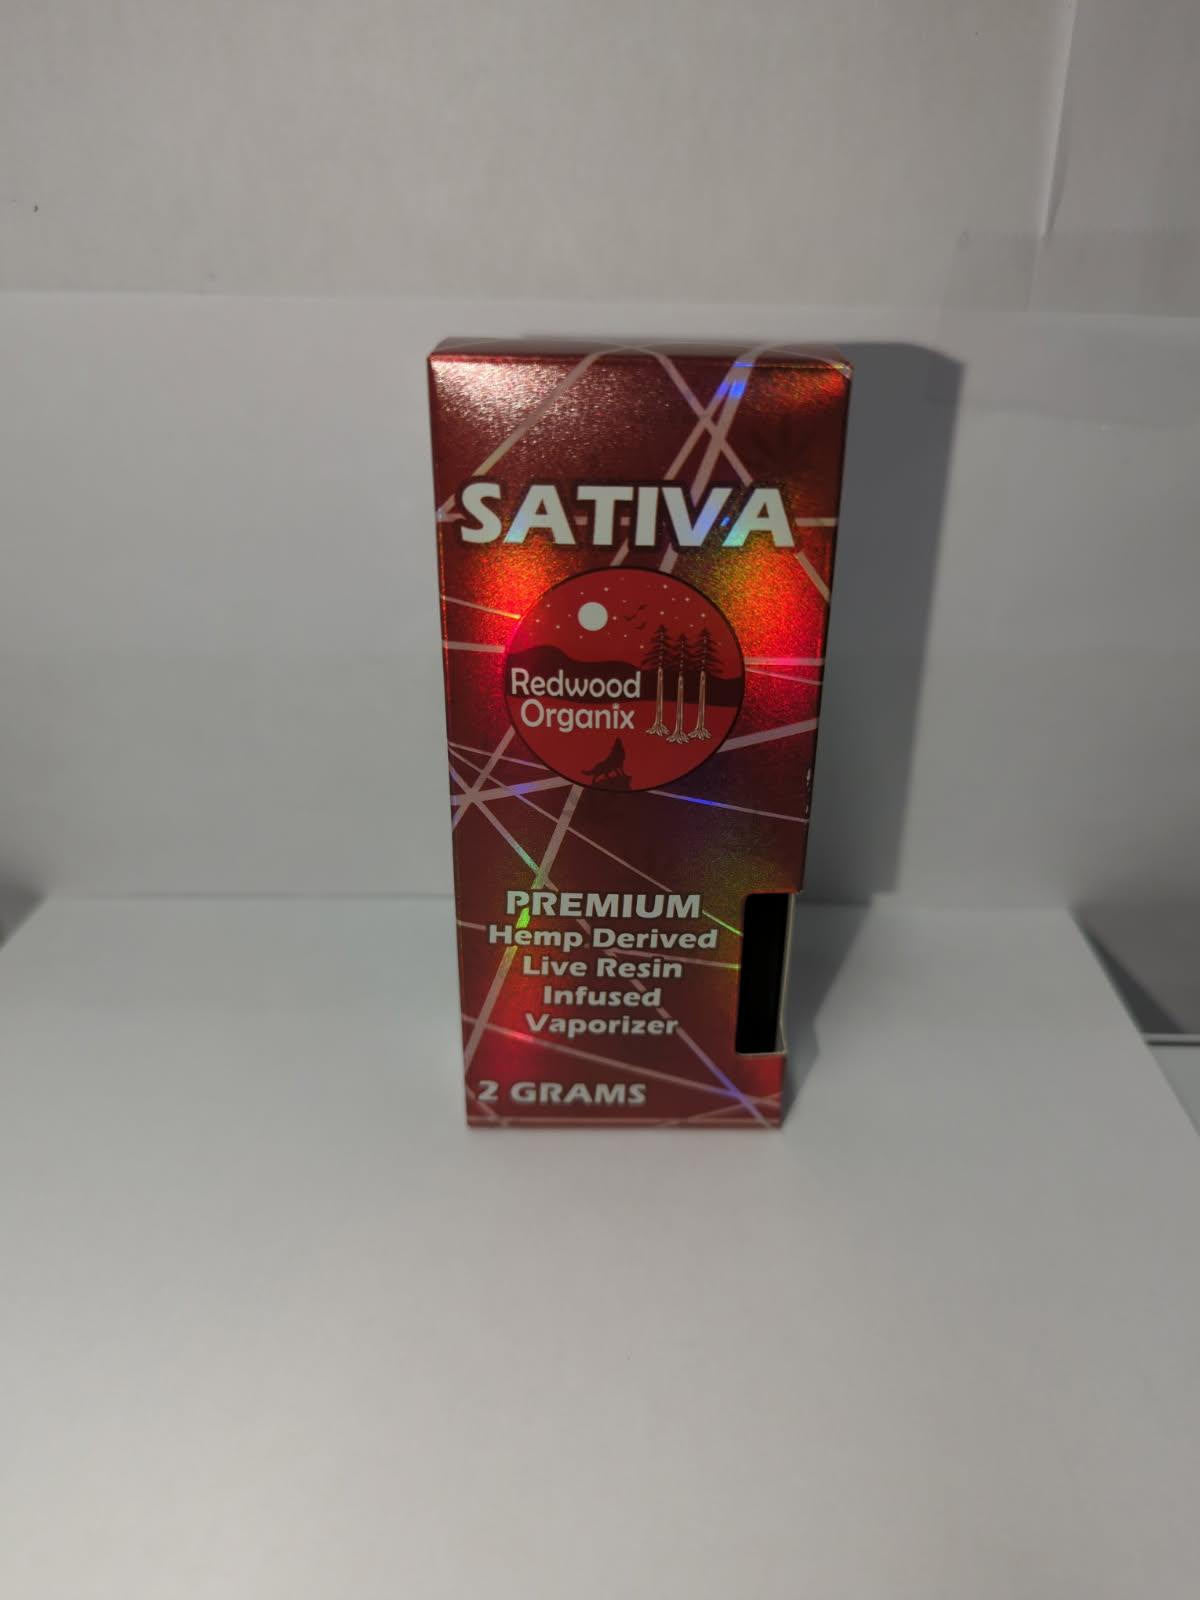 SATIVA
Redwood
Organix
PREMIUM
Hemp Derived
Live Resin
Infused
Vaporizer
2 GRAMS